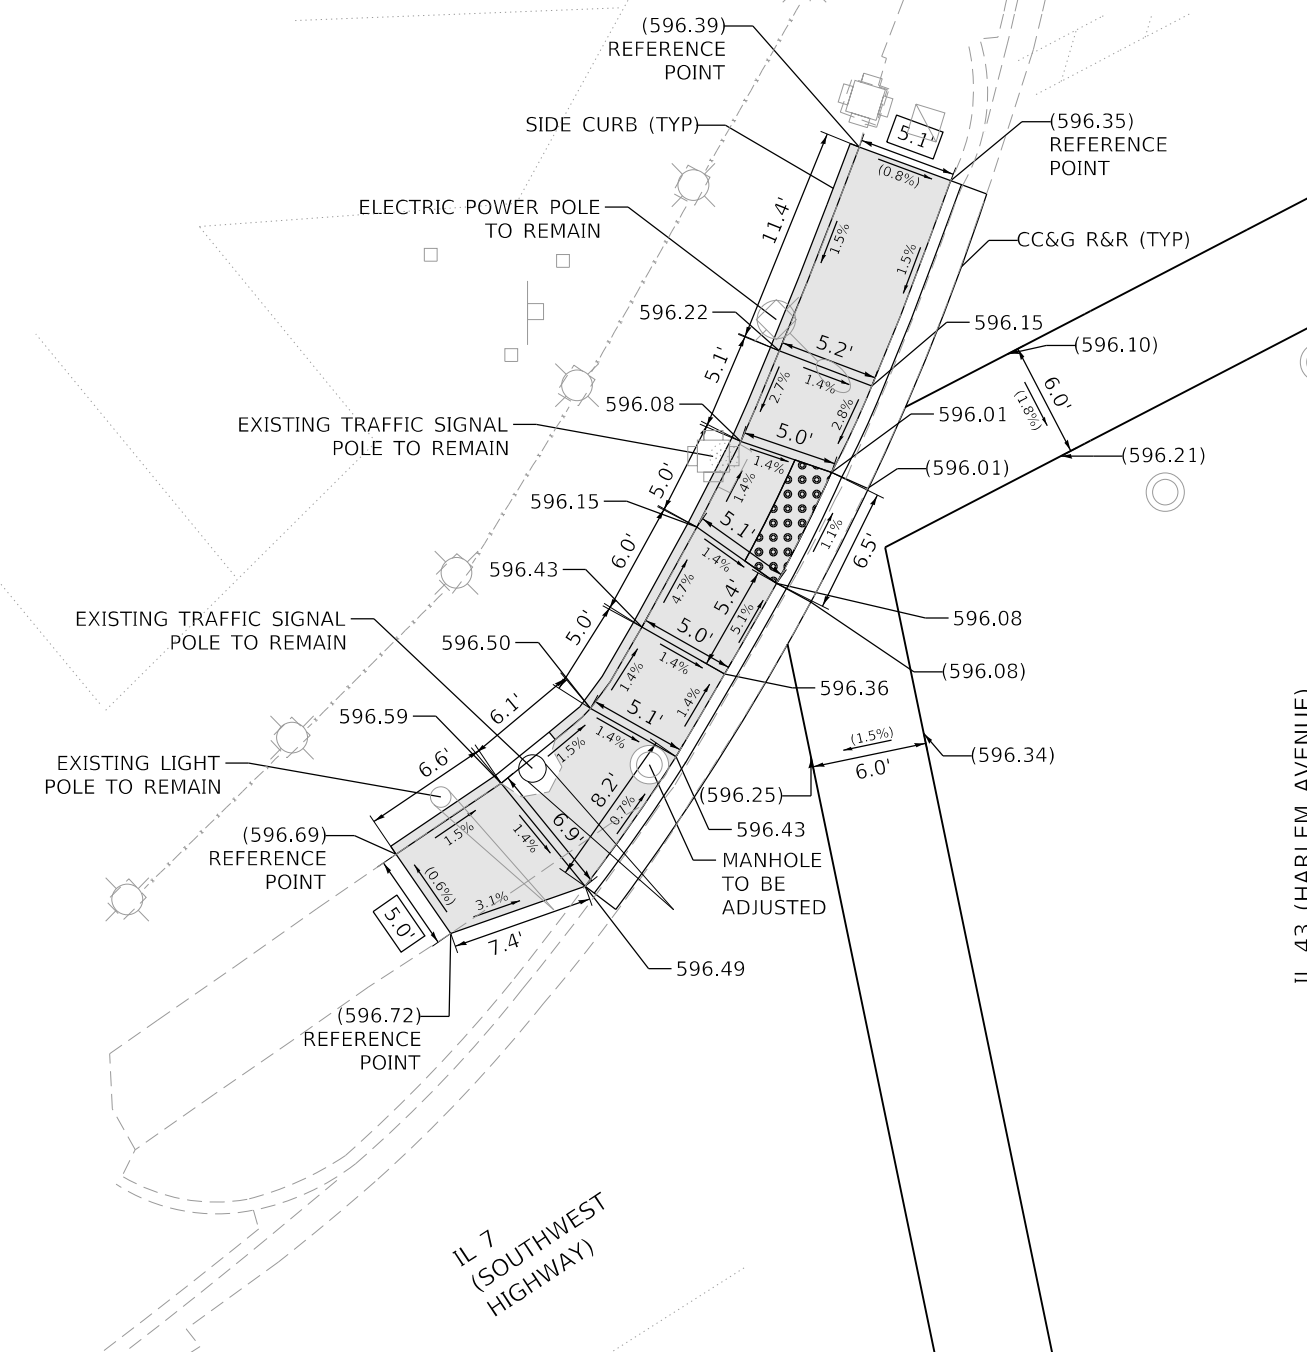 (596.39)
REFERENCE
POINT
SIDE CURB (TYP)
5.1'
(596.35)
REFERENCE
POINT
(0.8%)
ELECTRIC POWER POLE
TO REMAIN
11.4'
1.5%
1.5%
CC&G R&R (TYP)
596.22
596.15
5.2'
(596.10)
5.1'
2.7%
1.4%
2.8%
6.0'
(1.8%)
596.08
596.01
EXISTING TRAFFIC SIGNAL
POLE TO REMAIN
5.0'
1.4%
(596.01)
(596.21)
5.0'
1.4%
596.15
5.1'
1.4%
1.1%
6.5'
6.0'
596.43
4.7%
5.4'
5.1%
596.08
EXISTING TRAFFIC SIGNAL
POLE TO REMAIN
5.0'
596.50
5.0'
1.4%
1.4%
1.4%
(596.08)
596.36
596.59
6.1'
5.1'
1.4%
1.5%
(1.5%)
6.0'
(596.34)
EXISTING LIGHT
POLE TO REMAIN
6.6'
8.2'
0.7%
(596.25)
596.43
(596.69)
REFERENCE
POINT
1.5%
1.4%
6.9'
MANHOLE
TO BE
ADJUSTED
(0.6%)
3.1%
5.0'
7.4'
596.49
(596.72)
REFERENCE
POINT
IL 43 (HARLEM AVENUE)
IL 7
(SOUTHWEST
HIGHWAY)